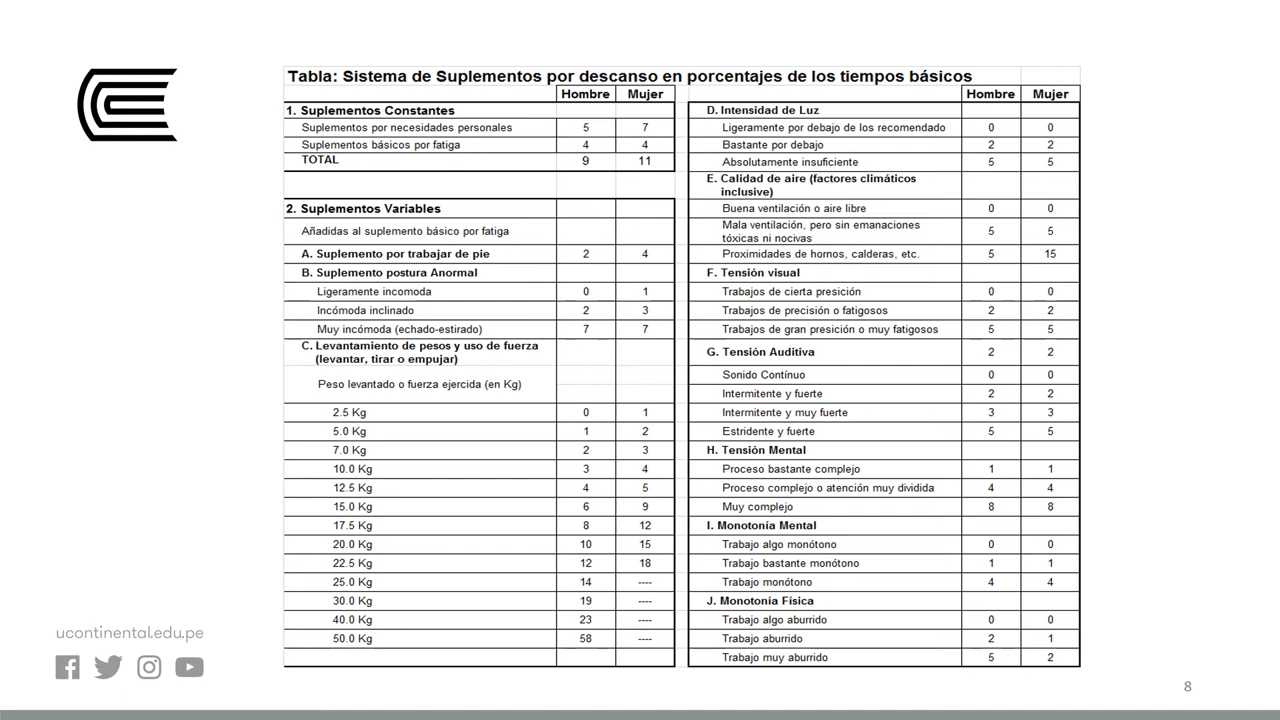 Tabla: Sistema de Suplementos por descanso en porcentajes de los tiempos básicos
Hombre Mujer
1. Suplementos Constantes
Suplementos por necesidades personales 5 7
Suplementos básicos por fatiga 4 4
TOTAL 9 11
2. Suplementos Variables
Añadidas al suplemento básico por fatiga
A. Suplemento por trabajar de pie 2 4
B. Suplemento postura Anormal
Ligeramente incomoda 0 1
Incómoda inclinado 2 3
Muy incómoda (echado-estirado) 7 7
C. Levantamiento de pesos y uso de fuerza
(levantar, tirar o empujar)
Peso levantado o fuerza ejercida (en Kg)
2.5 Kg 0 1
5.0 Kg 1 2
7.0 Kg 2 3
10.0 Kg 3 4
12.5 Kg 4 5
15.0 Kg 6 9
17.5 Kg 8 12
20.0 Kg 10 15
22.5 Kg 12 18
25.0 Kg 14 ----
30.0 Kg 19 ----
40.0 Kg 23 ----
50.0 Kg 58 ----
Hombre Mujer
D. Intensidad de Luz
Ligeramente por debajo de los recomendado 0 0
Bastante por debajo 2 2
Absolutamente insuficiente 5 5
E. Calidad de aire (factores climáticos
inclusive)
Buena ventilación o aire libre 0 0
Mala ventilación, pero sin emanaciones
tóxicas ni nocivas 5 5
Proximidades de hornos, calderas, etc. 5 15
F. Tensión visual
Trabajos de cierta presición 0 0
Trabajos de precisión o fatigosos 2 2
Trabajos de gran presición o muy fatigosos 5 5
G. Tensión Auditiva 2 2
Sonido Contínuo 0 0
Intermitente y fuerte 2 2
Intermitente y muy fuerte 3 3
Estridente y fuerte 5 5
H. Tensión Mental
Proceso bastante complejo 1 1
Proceso complejo o atención muy dividida 4 4
Muy complejo 8 8
I. Monotonía Mental
Trabajo algo monótono 0 0
Trabajo bastante monótono 1 1
Trabajo monótono 4 4
J. Monotonía Física
Trabajo algo aburrido 0 0
Trabajo aburrido 2 1
Trabajo muy aburrido 5 2
ucontinental.edu.pe
8